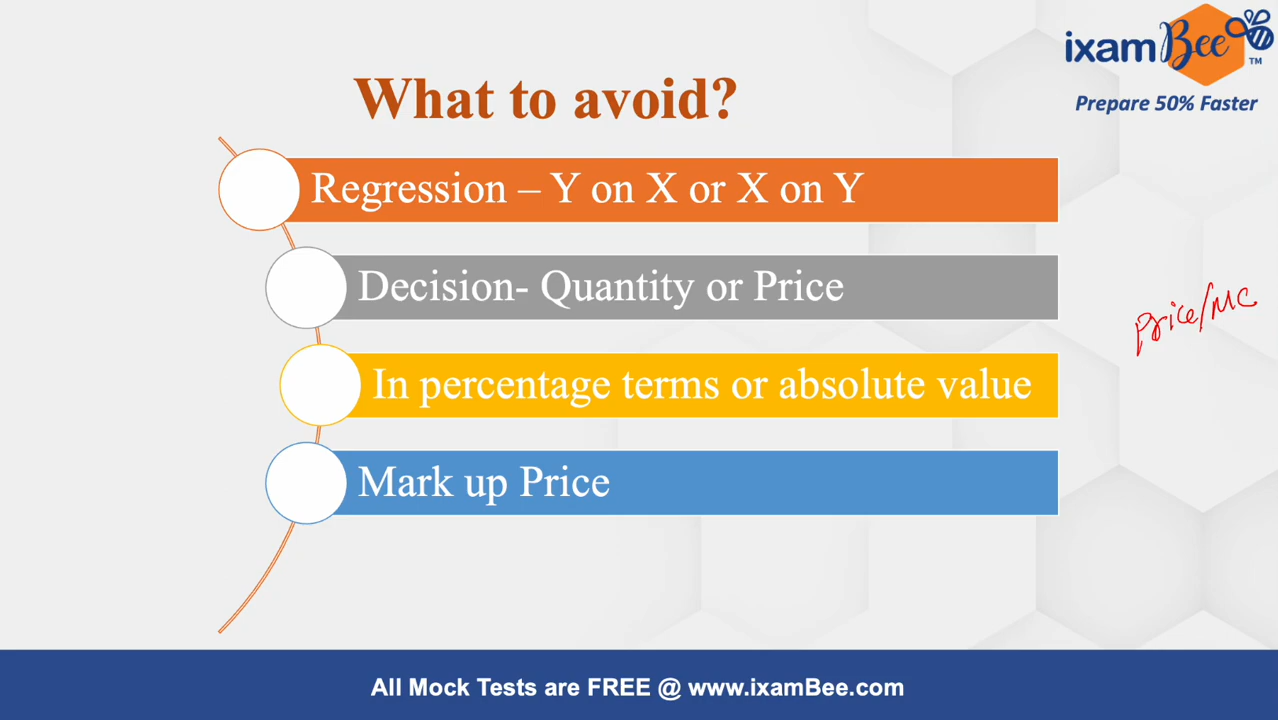 ixamBee TM
Prepare 50% Faster
What to avoid?
Regression – Y on X or X on Y
Decision- Quantity or Price
Price/MC
In percentage terms or absolute value
Mark up Price
All Mock Tests are FREE @ www.ixamBee.com